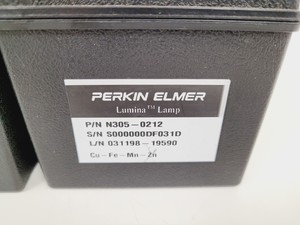 PERKIN ELMER
Lumina™ Lamp
P/N N305-0212
S/N S000000DF031D
L/N 031198-19590
Cu-Fe-Mn-Zn